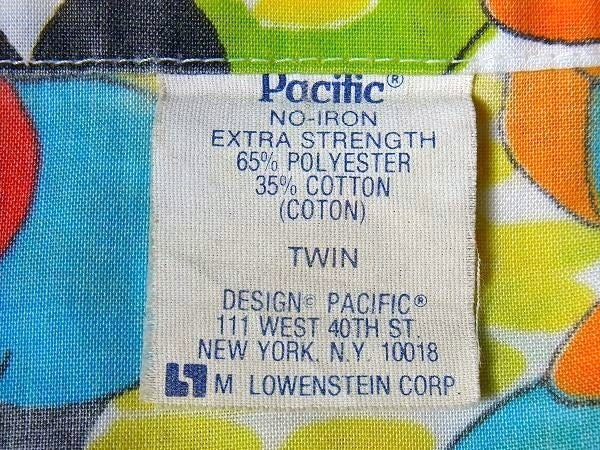 Pacific®
NO-IRON
EXTRA STRENGTH
65% POLYESTER
35% COTTON
(COTON)
TWIN
DESIGN© PACIFIC®
111 WEST 40TH ST
NEW YORK, N.Y. 10018
M LOWENSTEIN CORP.